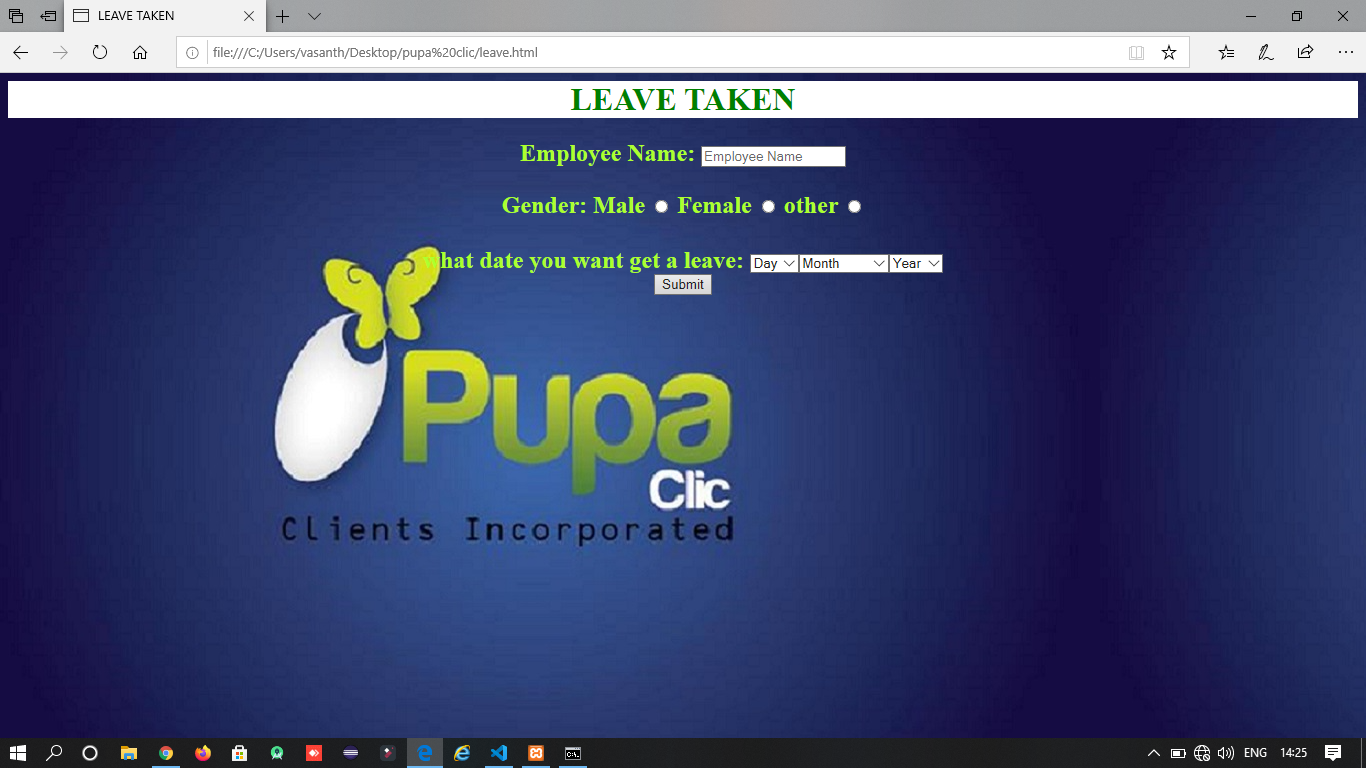 LEAVE TAKEN
file:///C:/Users/vasanth/Desktop/pupa%20clic/leave.html
LEAVE TAKEN
Employee Name: Employee Name
Gender: Male Female other
what date you want get a leave: Day Month Year
Submit
Pupa
Clic
Clients Incorporated
ENG 14:25